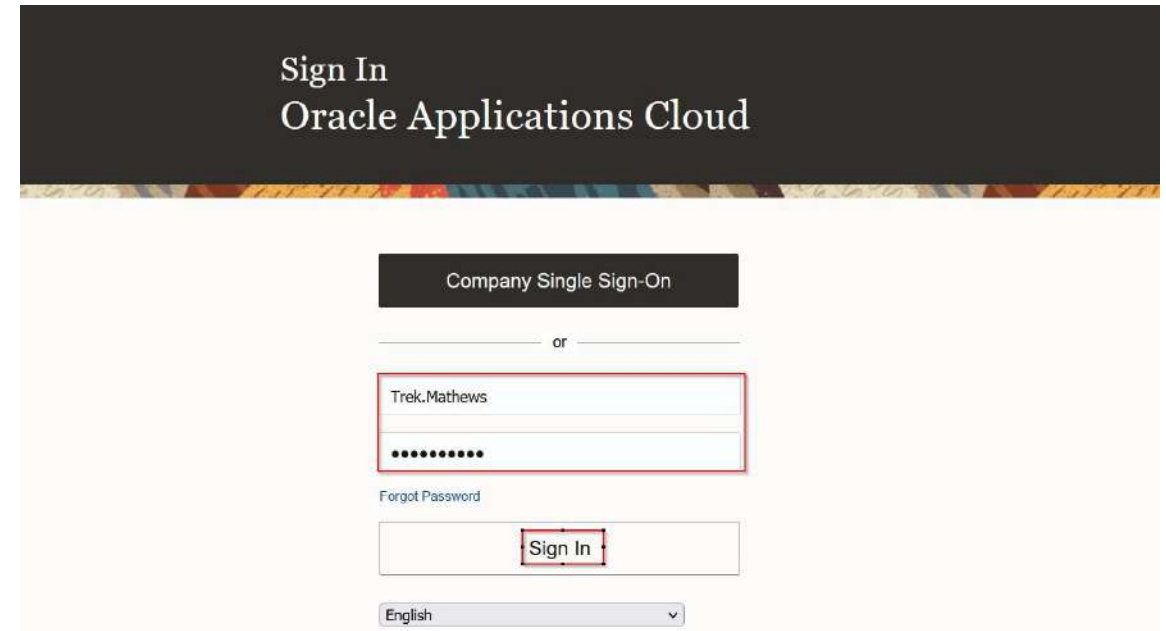 Sign In
Oracle Applications Cloud
Company Single Sign-On
or
Trek.Mathews
●●●●●●●●●●
Forgot Password
Sign In
English